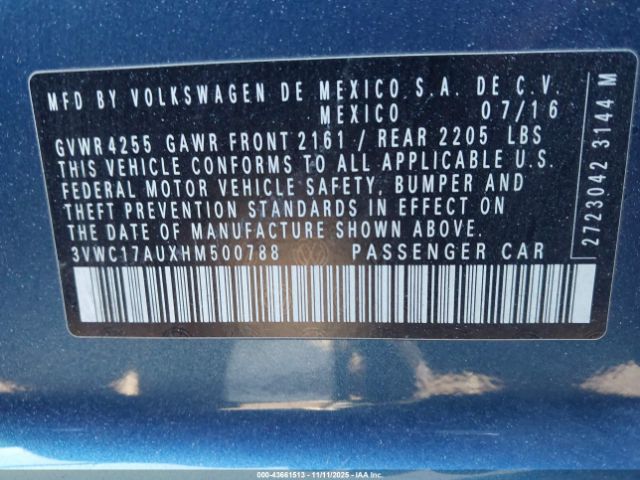 MFD BY VOLKSWAGEN DE MEXICO S.A. DE C.V.
MEXICO 07/16
GVWR 4255 GAWR FRONT 2161 / REAR 2205 LBS
THIS VEHICLE CONFORMS TO ALL APPLICABLE U.S.
FEDERAL MOTOR VEHICLE SAFETY, BUMPER AND
THEFT PREVENTION STANDARDS IN EFFECT ON
THE DATE OF MANUFACTURE SHOWN ABOVE.
3VWC17AUXHM500788 PASSENGER CAR
2723042 3144 M
000-43661513 - 11/11/2025 - IAA